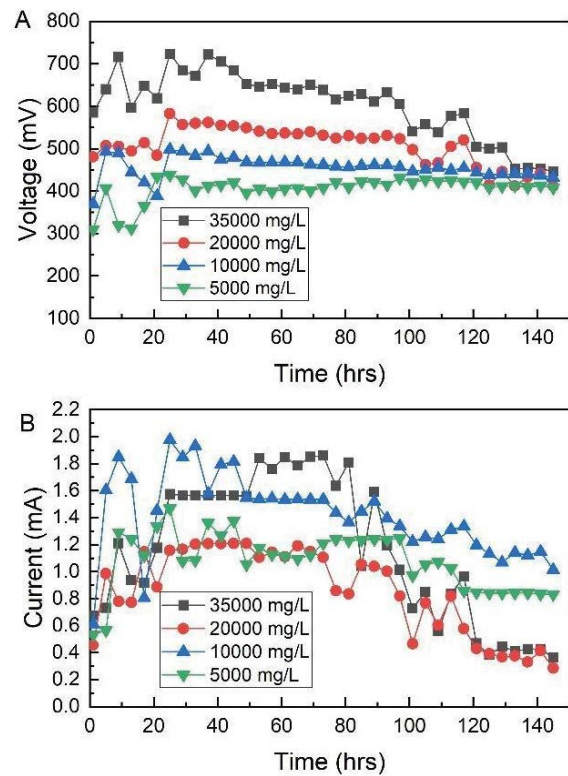 A
800
700
600
500
400
300
200
100
Voltage (mV)
35000 mg/L
20000 mg/L
10000 mg/L
5000 mg/L
0 20 40 60 80 100 120 140
Time (hrs)
B
2.2
2.0
1.8
1.6
1.4
1.2
1.0
0.8
0.6
0.4
0.2
0.0
Current (mA)
35000 mg/L
20000 mg/L
10000 mg/L
5000 mg/L
0 20 40 60 80 100 120 140
Time (hrs)